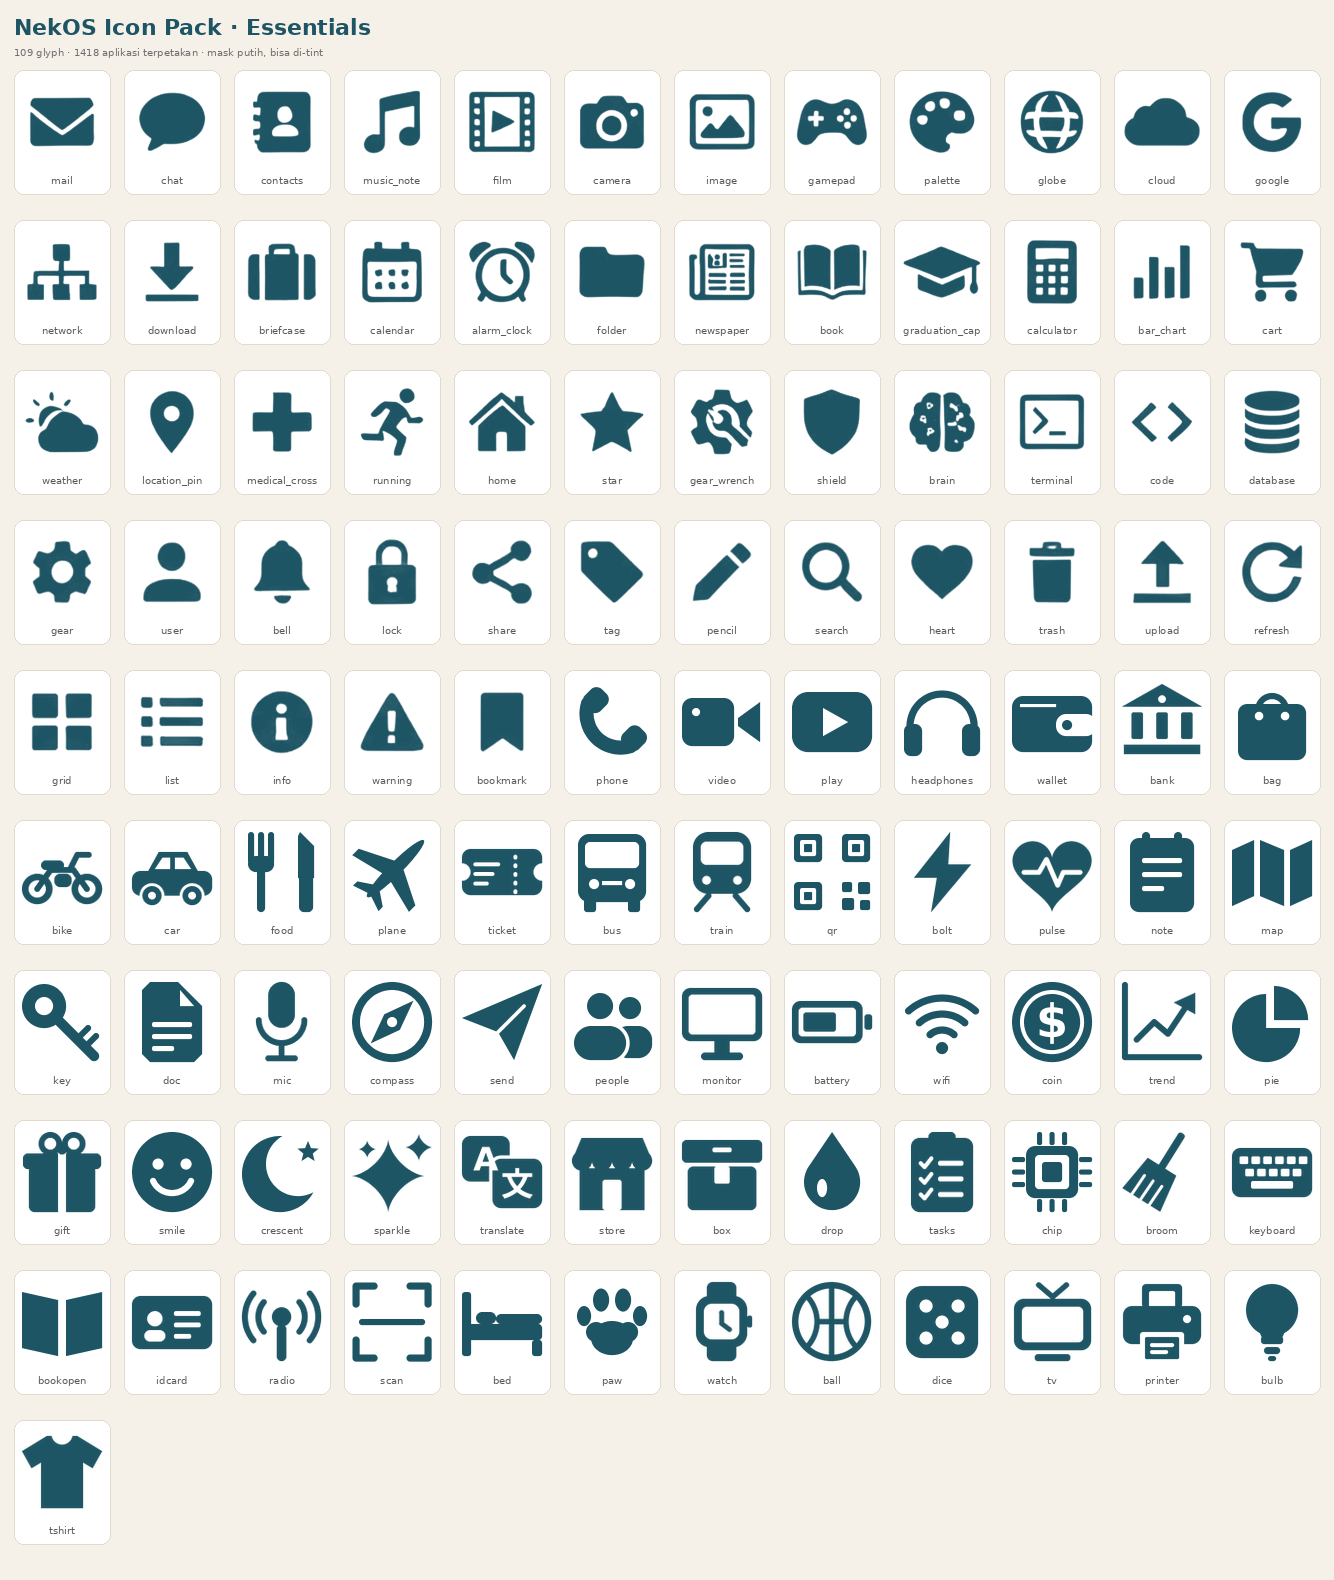 NekOS Icon Pack · Essentials
109 glyph · 1418 aplikasi terpetakan · mask putih, bisa di-tint
mail chat contacts music_note film camera image gamepad palette globe cloud google
network download briefcase calendar alarm_clock folder newspaper book graduation_cap calculator bar_chart cart
weather location_pin medical_cross running home star gear_wrench shield brain terminal code database
gear user bell lock share tag pencil search heart trash upload refresh
grid list info warning bookmark phone video play headphones wallet bank bag
bike car food plane ticket bus train qr bolt pulse note map
$
key doc mic compass send people monitor battery wifi coin trend pie
A 文
gift smile crescent sparkle translate store box drop tasks chip broom keyboard
bookopen idcard radio scan bed paw watch ball dice tv printer bulb
tshirt